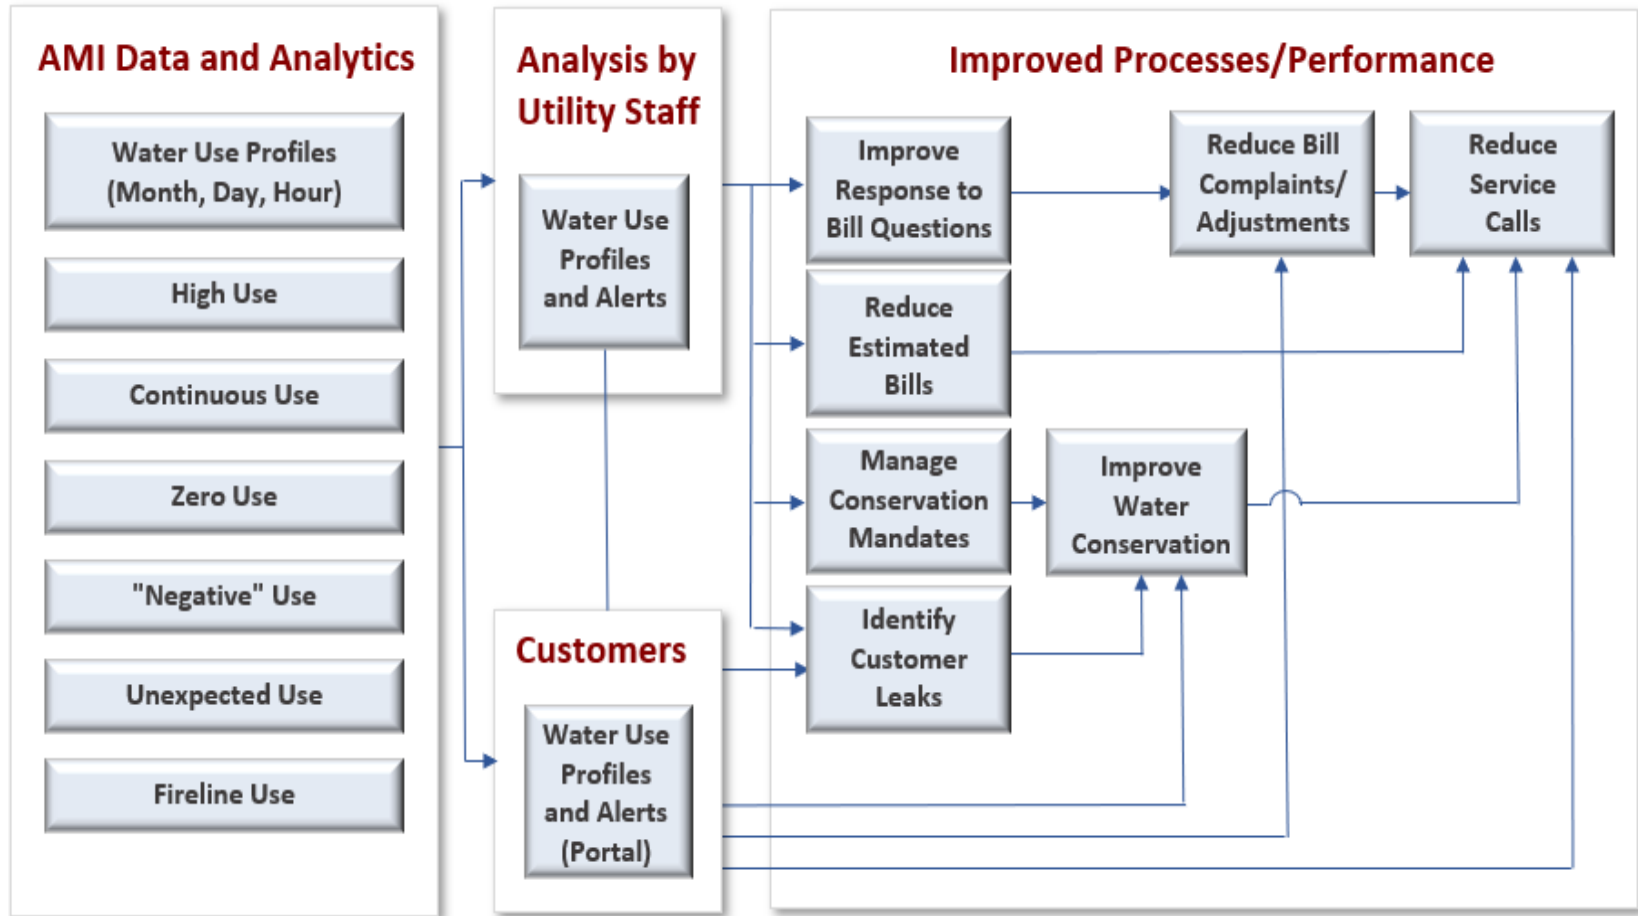 AMI Data and Analytics
Water Use Profiles
(Month, Day, Hour)
High Use
Continuous Use
Zero Use
"Negative" Use
Unexpected Use
Fireline Use
Analysis by
Utility Staff
Water Use
Profiles
and Alerts
Customers
Water Use
Profiles
and Alerts
(Portal)
Improved Processes/Performance
Improve
Response to
Bill Questions
Reduce Bill
Complaints/
Adjustments
Reduce
Service
Calls
Reduce
Estimated
Bills
Manage
Conservation
Mandates
Improve
Water
Conservation
Identify
Customer
Leaks